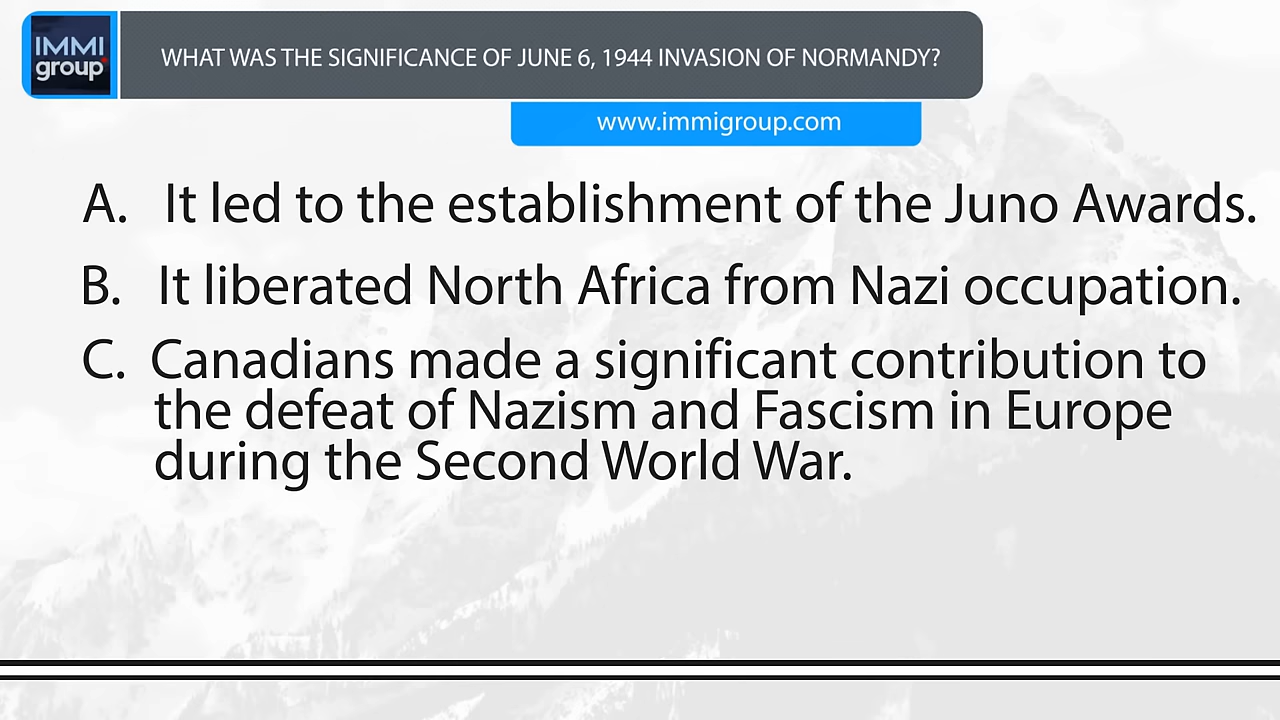 IMMI
group
WHAT WAS THE SIGNIFICANCE OF JUNE 6, 1944 INVASION OF NORMANDY?
www.immigroup.com
A. It led to the establishment of the Juno Awards.
B. It liberated North Africa from Nazi occupation.
C. Canadians made a significant contribution to
the defeat of Nazism and Fascism in Europe
during the Second World War.